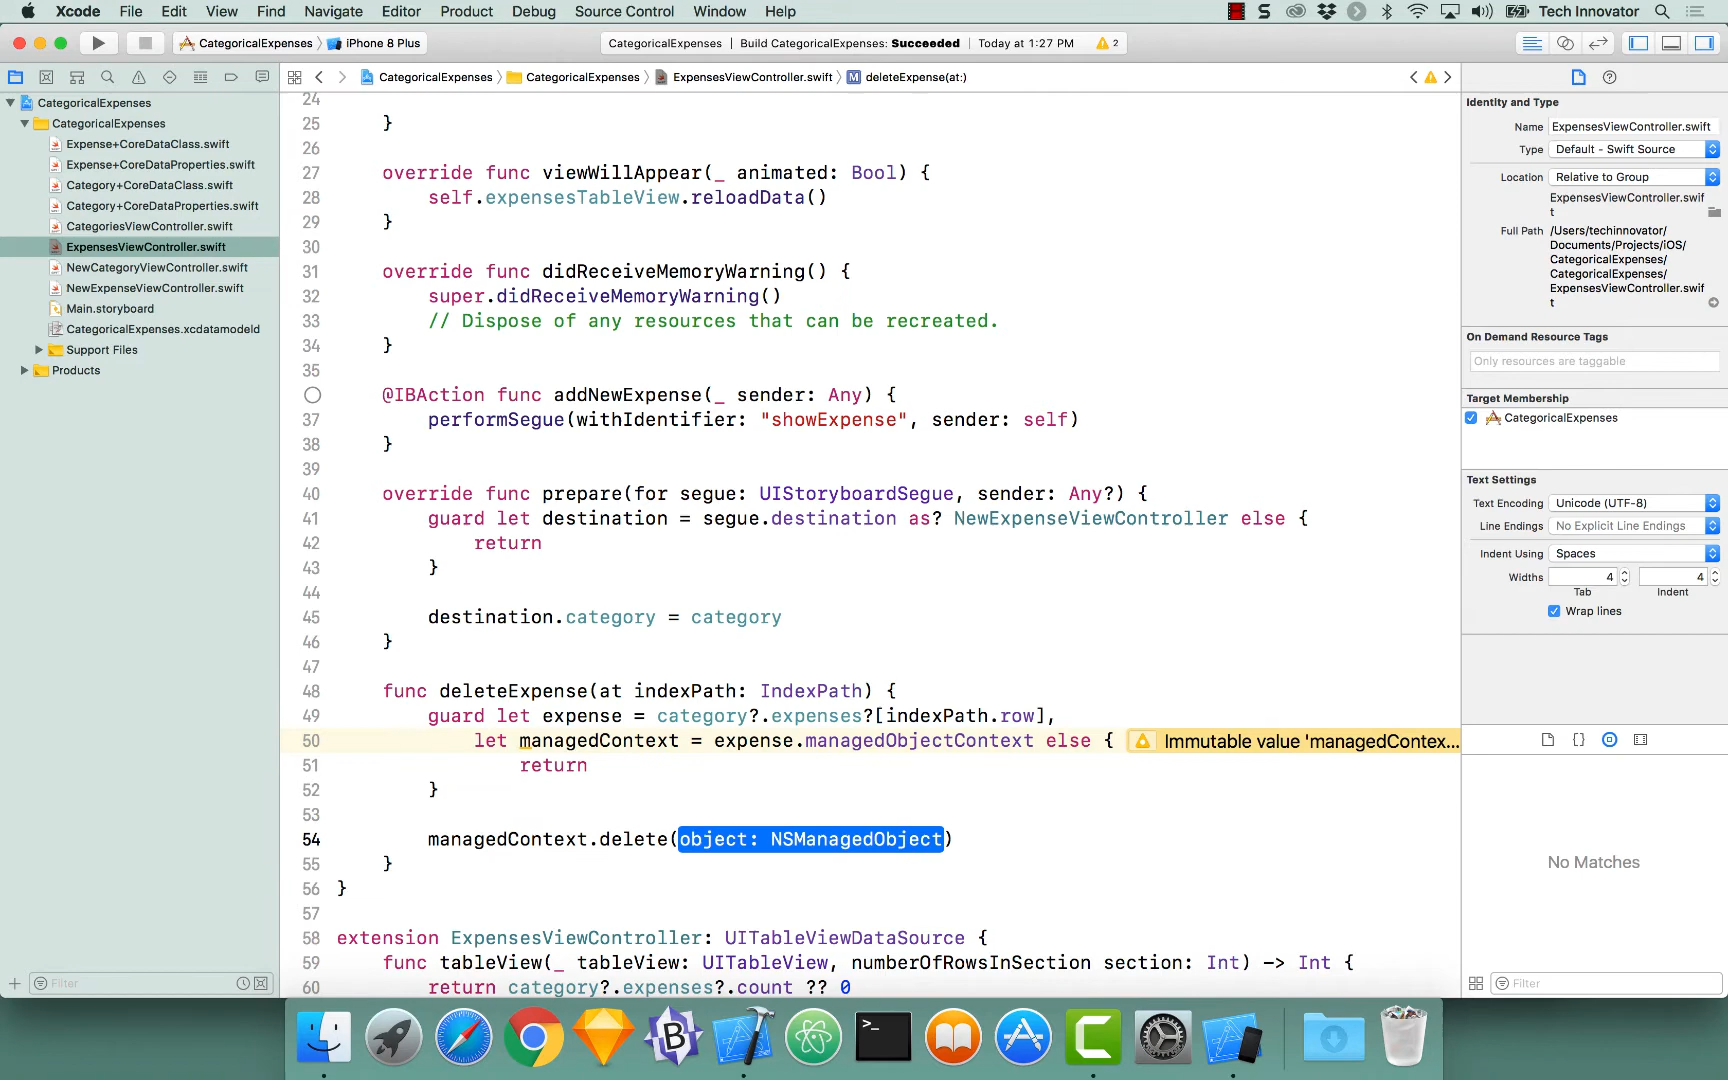 Xcode File Edit View Find Navigate Editor Product Debug Source Control Window Help Tech Innovator
CategoricalExpenses iPhone 8 Plus CategoricalExpenses | Build CategoricalExpenses: Succeeded | Today at 1:27 PM 2
CategoricalExpenses CategoricalExpenses ExpensesViewController.swift M deleteExpense(at:)
CategoricalExpenses
CategoricalExpenses
Expense+CoreDataClass.swift
Expense+CoreDataProperties.swift
Category+CoreDataClass.swift
Category+CoreDataProperties.swift
CategoriesViewController.swift
ExpensesViewController.swift
NewCategoryViewController.swift
NewExpenseViewController.swift
Main.storyboard
CategoricalExpenses.xcdatamodeld
Support Files
Products
Filter
24
25 }
26
27 override func viewWillAppear(_ animated: Bool) {
28 self.expensesTableView.reloadData()
29 }
30
31 override func didReceiveMemoryWarning() {
32 super.didReceiveMemoryWarning()
33 // Dispose of any resources that can be recreated.
34 }
35
@IBAction func addNewExpense(_ sender: Any) {
37 performSegue(withIdentifier: "showExpense", sender: self)
38 }
39
40 override func prepare(for segue: UIStoryboardSegue, sender: Any?) {
41 guard let destination = segue.destination as? NewExpenseViewController else {
42 return
43 }
44
45 destination.category = category
46 }
47
48 func deleteExpense(at indexPath: IndexPath) {
49 guard let expense = category?.expenses?[indexPath.row],
50 let managedContext = expense.managedObjectContext else { Immutable value 'managedContex...
51 return
52 }
53
54 managedContext.delete(object: NSManagedObject)
55 }
56 }
57
58 extension ExpensesViewController: UITableViewDataSource {
59 func tableView(_ tableView: UITableView, numberOfRowsInSection section: Int) -> Int {
60 return category?.expenses?.count ?? 0
Identity and Type
Name ExpensesViewController.swift
Type Default - Swift Source
Location Relative to Group
ExpensesViewController.swif
t
Full Path /Users/techinnovator/
Documents/Projects/iOS/
CategoricalExpenses/
CategoricalExpenses/
ExpensesViewController.swif
t
On Demand Resource Tags
Only resources are taggable
Target Membership
CategoricalExpenses
Text Settings
Text Encoding Unicode (UTF-8)
Line Endings No Explicit Line Endings
Indent Using Spaces
Widths 4 4
Tab Indent
Wrap lines
No Matches
Filter